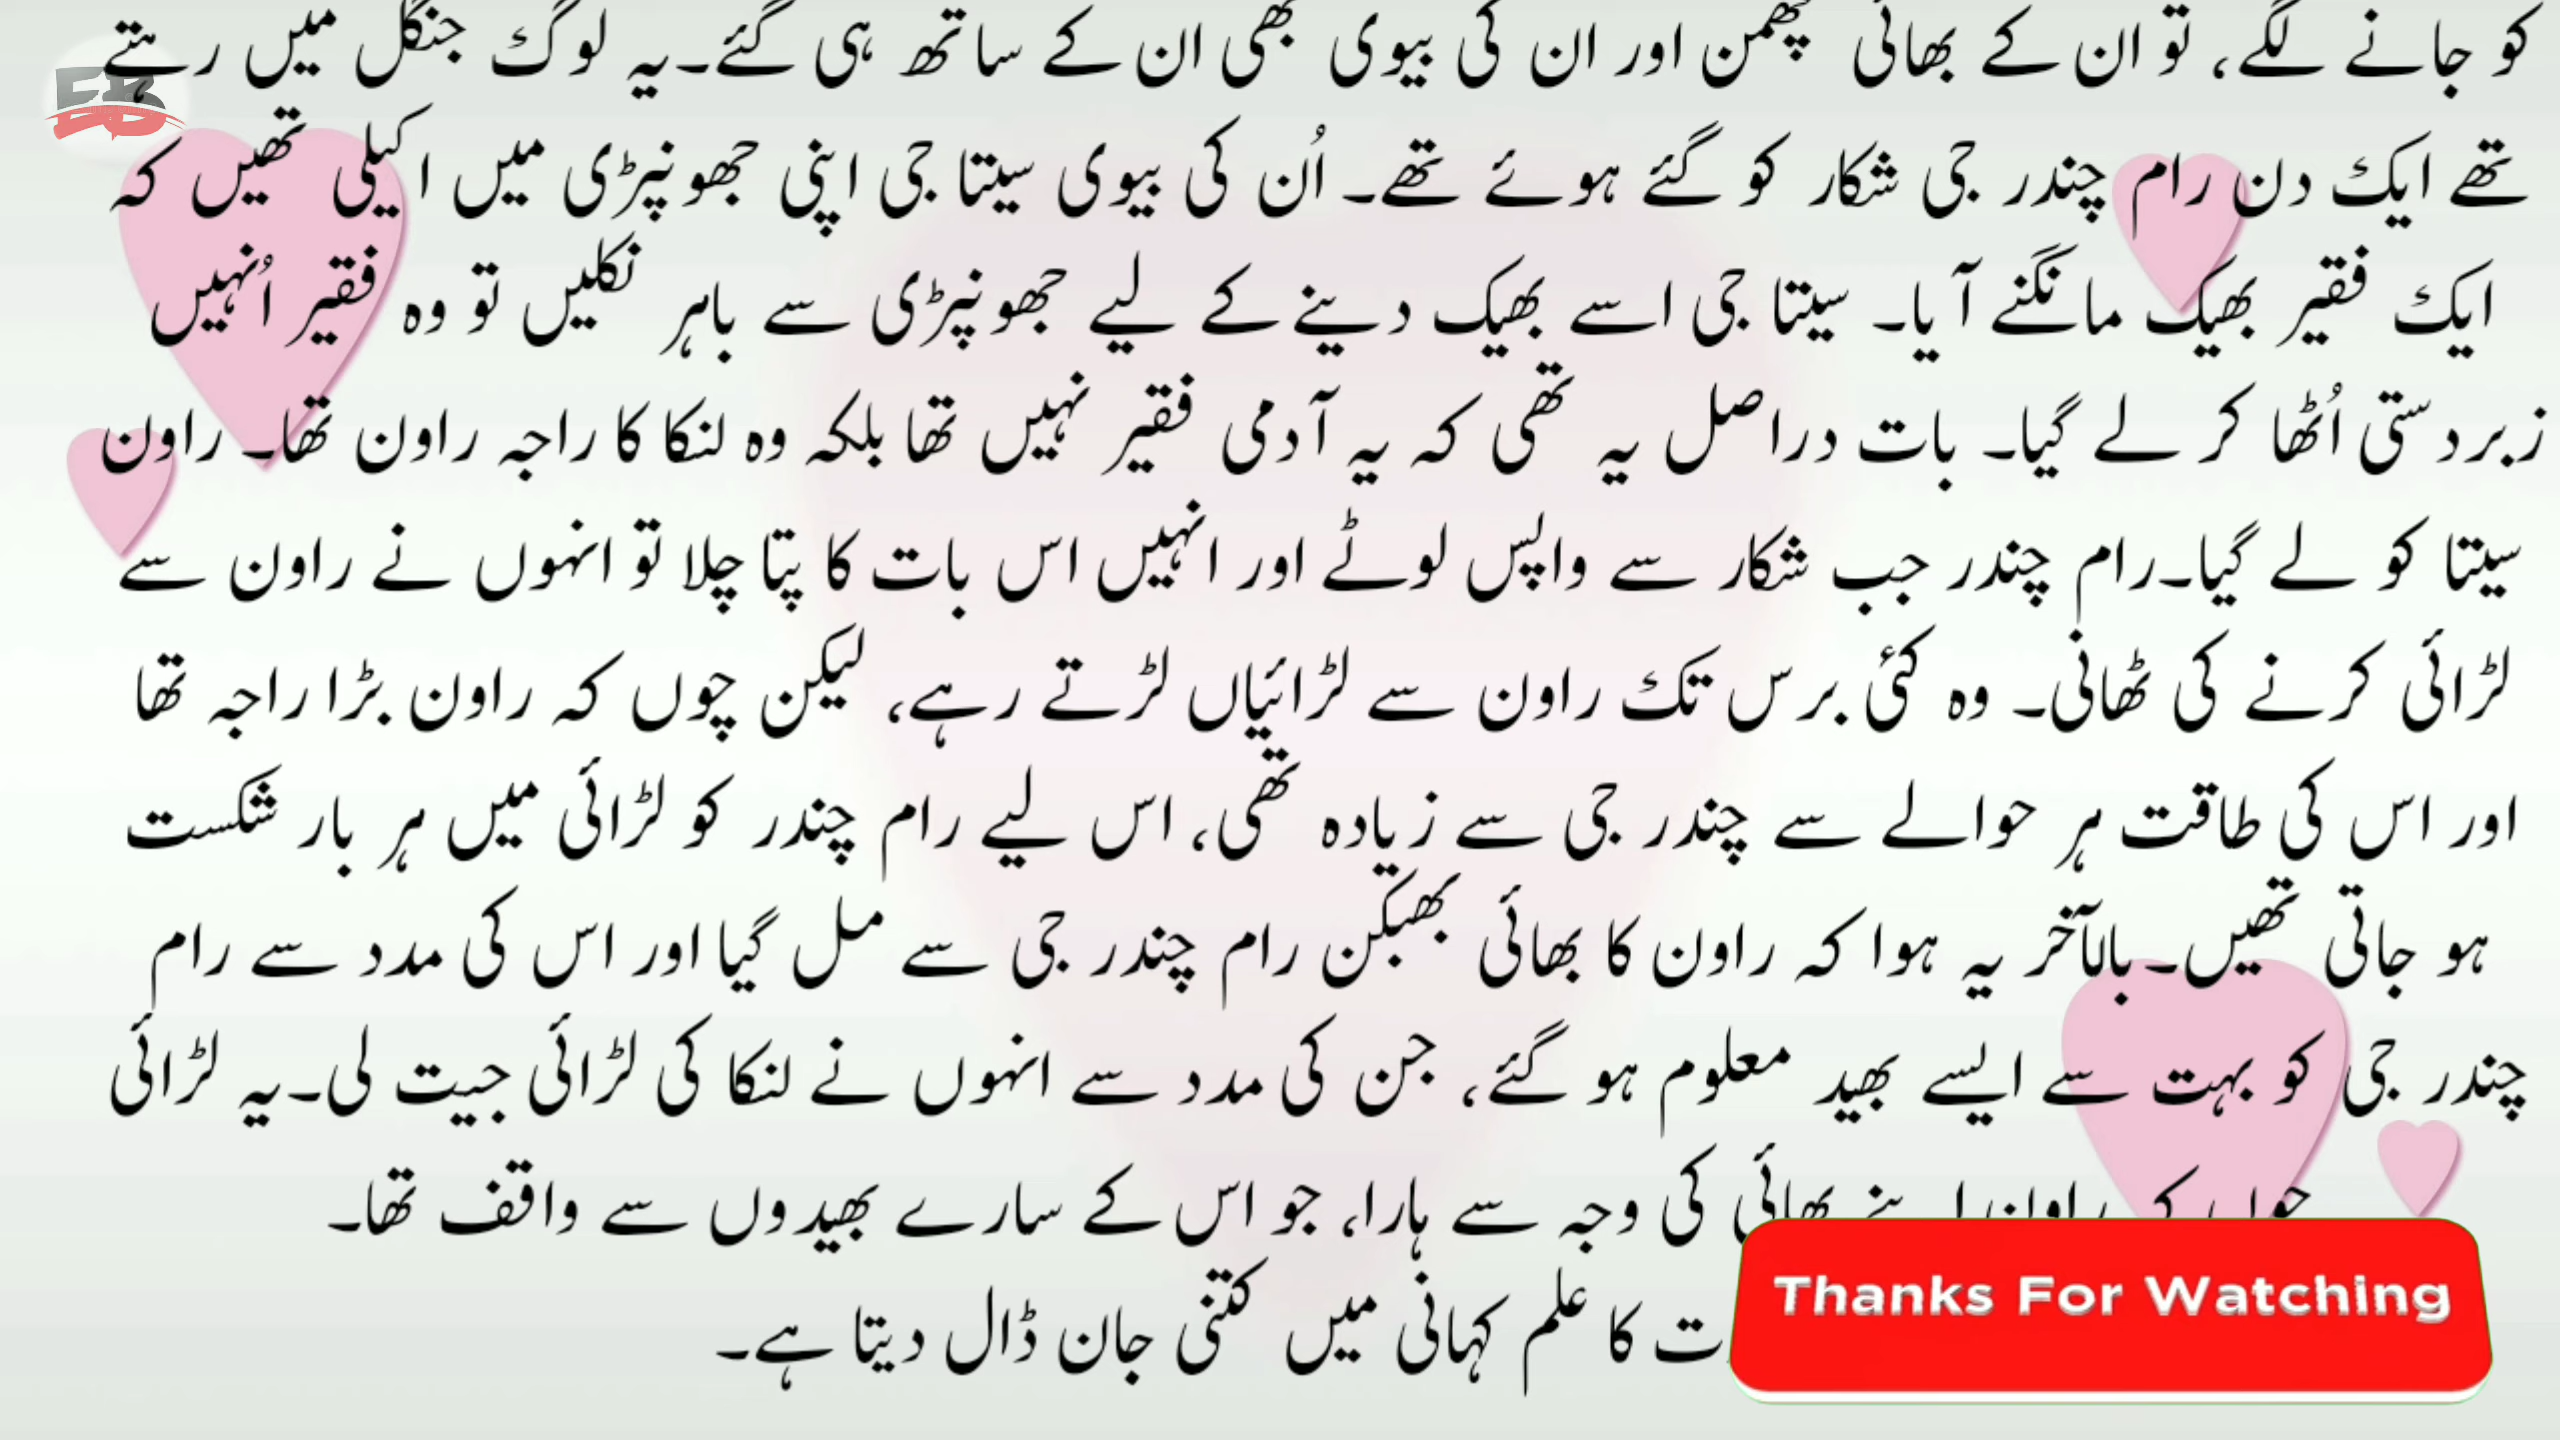 کو جانے لگے، تو ان کے بھائی لچھمن اور ان کی بیوی بھی ان کے ساتھ ہی گئے۔یہ لوگ جنگل میں رہتے
تھے ایک دن رام چندر جی شکار کو گئے ہوئے تھے۔ اُن کی بیوی سیتا جی اپنی جھونپڑی میں اکیلی تھیں کہ
ایک فقیر بھیک مانگنے آیا۔ سیتا جی اسے بھیک دینے کے لیے جھونپڑی سے باہر نکلیں تو وہ فقیر اُنہیں
زبردستی اُٹھا کر لے گیا۔ بات دراصل یہ تھی کہ یہ آدمی فقیر نہیں تھا بلکہ وہ لنکا کا راجہ راون تھا۔ راون
سیتا کو لے گیا۔رام چندر جب شکار سے واپس لوٹے اور انہیں اس بات کا پتا چلا تو انہوں نے راون سے
لڑائی کرنے کی ٹھانی۔ وہ کئی برس تک راون سے لڑائیاں لڑتے رہے، لیکن چوں کہ راون بڑا راجہ تھا
اور اس کی طاقت ہر حوالے سے چندر جی سے زیادہ تھی، اس لیے رام چندر کو لڑائی میں ہر بار شکست
ہو جاتی تھیں۔بالآخر یہ ہوا کہ راون کا بھائی بھبیکن رام چندر جی سے مل گیا اور اس کی مدد سے رام
چندر جی کو بہت سے ایسے بھید معلوم ہو گئے، جن کی مدد سے انہوں نے لنکا کی لڑائی جیت لی۔یہ لڑائی
چوں کہ راون اپنے بھائی کی وجہ سے ہارا، جو اس کے سارے بھیدوں سے واقف تھا۔
کا علم کہانی میں کتنی جان ڈال دیتا ہے۔
Thanks For Watching
EB